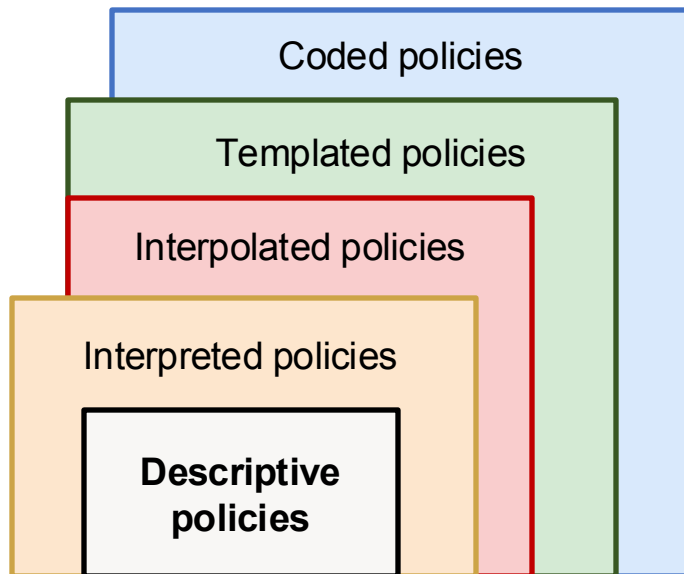 Coded policies
Templated policies
Interpolated policies
Interpreted policies
Descriptive
policies